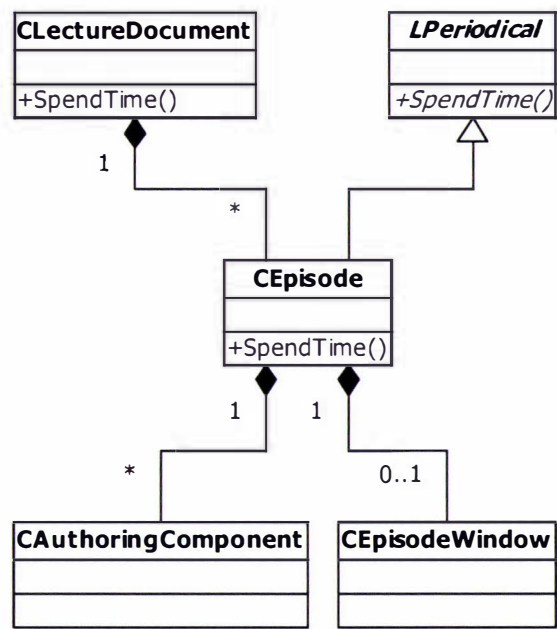 CLectureDocument
+SpendTime()
LPeriodical
+SpendTime()
1
*
CEpisode
+SpendTime()
1
1
*
0..1
CAuthoringComponent
CEpisodeWindow